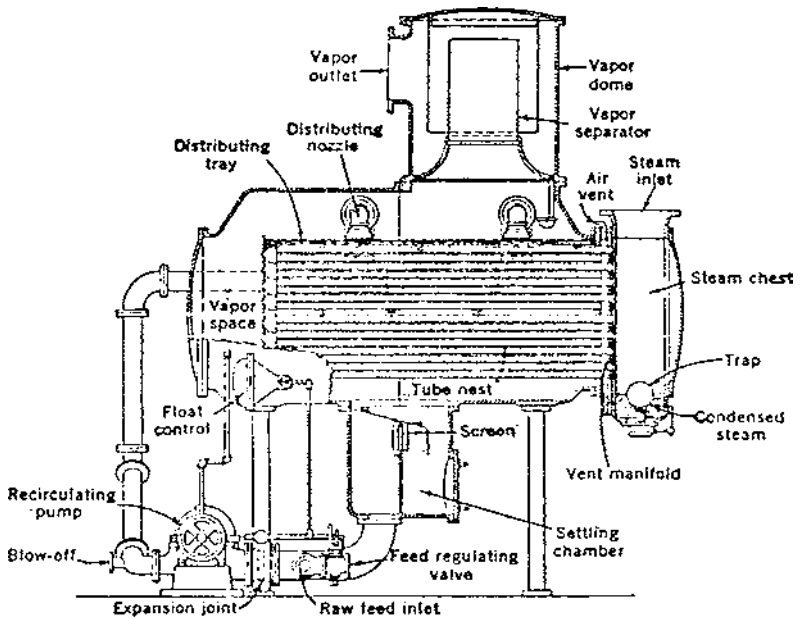 Vapor
outlet
Vapor
dome
Vapor
separator
Distributing
nozzle
Distributing
tray
Air
vent
Steam
inlet
Steam chest
Vapor
space
Trap
Tube nest
Float
control
Screen
Condensed
steam
Vent manifold
Recirculating
pump
Settling
chamber
Blow-off
Feed regulating
valve
Expansion joint
Raw feed inlet